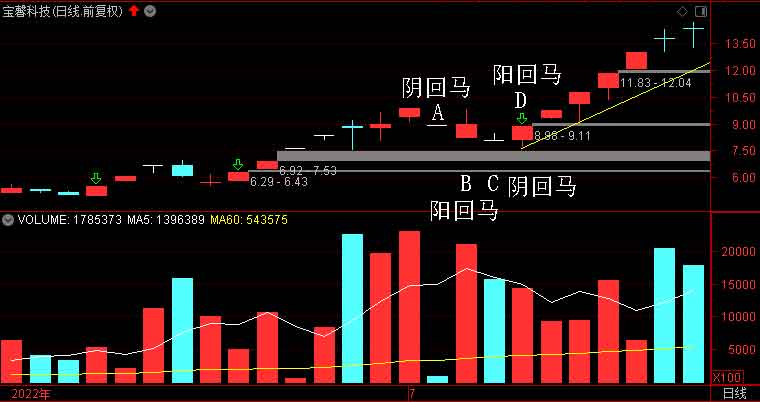 宝馨科技(日线.前复权)
13.50
12.00
10.50
9.00
7.50
6.00
阴回马
A
阳回马
D
11.83 - 12.04
8.98 - 9.11
6.92 - 7.53
6.29 - 6.43
B C 阴回马
阳回马
VOLUME: 1785373 MA5: 1396389 MA60: 543575
20000
15000
10000
5000
X100
2022年
7
日线